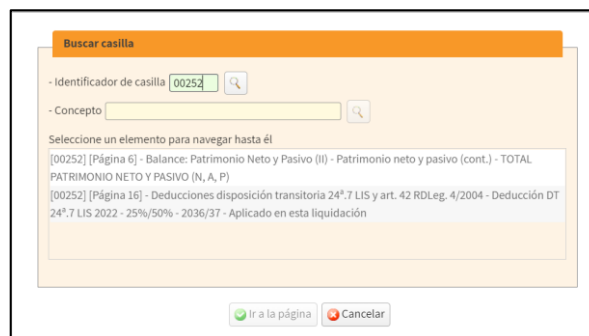 Buscar casilla
- Identificador de casilla 00252
- Concepto
Seleccione un elemento para navegar hasta él
[00252] [Página 6] - Balance: Patrimonio Neto y Pasivo (II) - Patrimonio neto y pasivo (cont.) - TOTAL
PATRIMONIO NETO Y PASIVO (N, A, P)
[00252] [Página 16] - Deducciones disposición transitoria 24ª.7 LIS y art. 42 RDLeg. 4/2004 - Deducción DT
24ª.7 LIS 2022 - 25%/50% - 2036/37 - Aplicado en esta liquidación
Ir a la página Cancelar